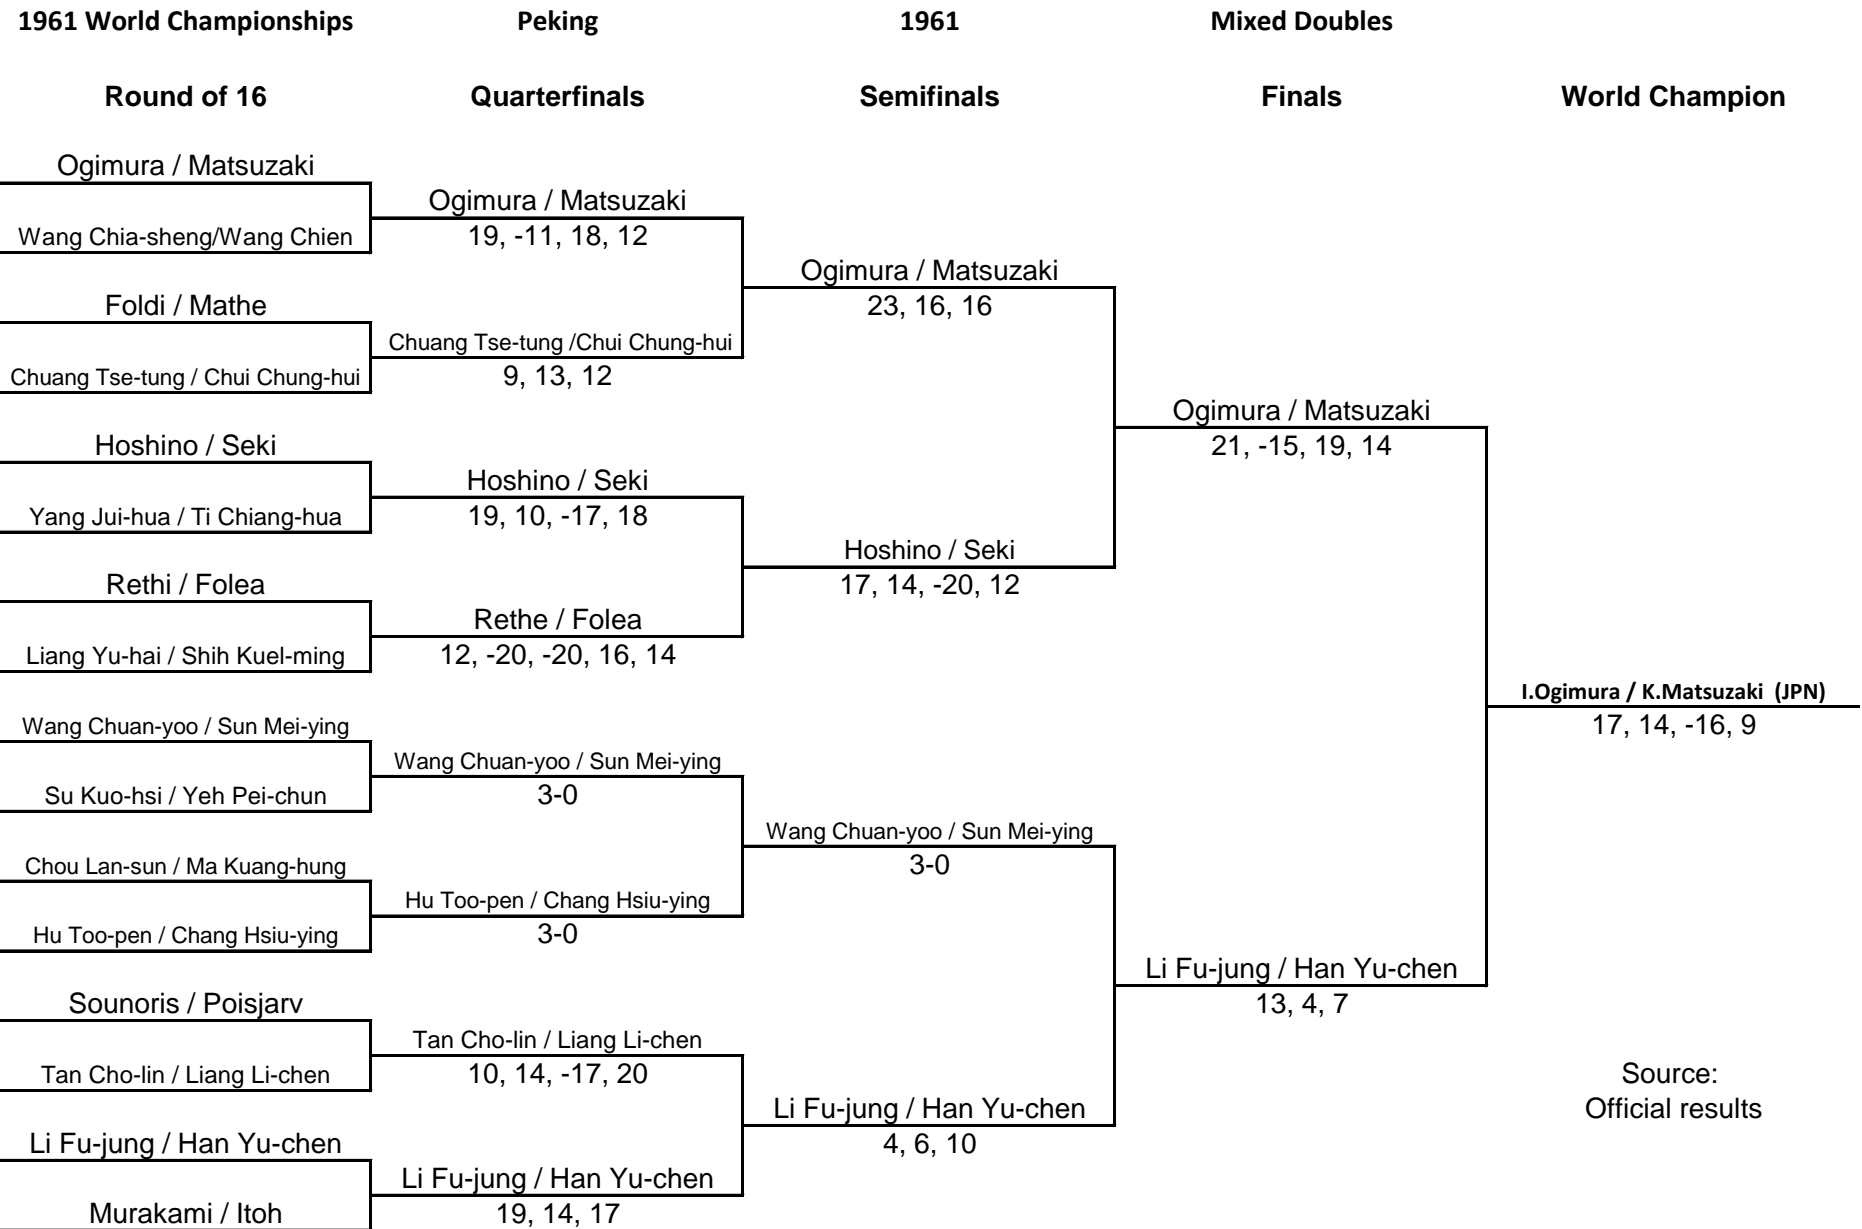 1961 World Championships Peking 1961 Mixed Doubles
Round of 16 Quarterfinals Semifinals Finals World Champion
Ogimura / Matsuzaki
Ogimura / Matsuzaki
Wang Chia-sheng/Wang Chien
19, -11, 18, 12
Ogimura / Matsuzaki
Foldi / Mathe
23, 16, 16
Chuang Tse-tung /Chui Chung-hui
Chuang Tse-tung / Chui Chung-hui
9, 13, 12
Ogimura / Matsuzaki
Hoshino / Seki
21, -15, 19, 14
Hoshino / Seki
Yang Jui-hua / Ti Chiang-hua
19, 10, -17, 18
Hoshino / Seki
Rethi / Folea
17, 14, -20, 12
Rethe / Folea
Liang Yu-hai / Shih Kuel-ming
12, -20, -20, 16, 14
I.Ogimura / K.Matsuzaki (JPN)
Wang Chuan-yoo / Sun Mei-ying
17, 14, -16, 9
Wang Chuan-yoo / Sun Mei-ying
Su Kuo-hsi / Yeh Pei-chun
3-0
Wang Chuan-yoo / Sun Mei-ying
Chou Lan-sun / Ma Kuang-hung
3-0
Hu Too-pen / Chang Hsiu-ying
Hu Too-pen / Chang Hsiu-ying
3-0
Li Fu-jung / Han Yu-chen
Sounoris / Poisjarv
13, 4, 7
Tan Cho-lin / Liang Li-chen
Tan Cho-lin / Liang Li-chen
10, 14, -17, 20
Source:
Li Fu-jung / Han Yu-chen
Official results
Li Fu-jung / Han Yu-chen
4, 6, 10
Li Fu-jung / Han Yu-chen
Murakami / Itoh
19, 14, 17